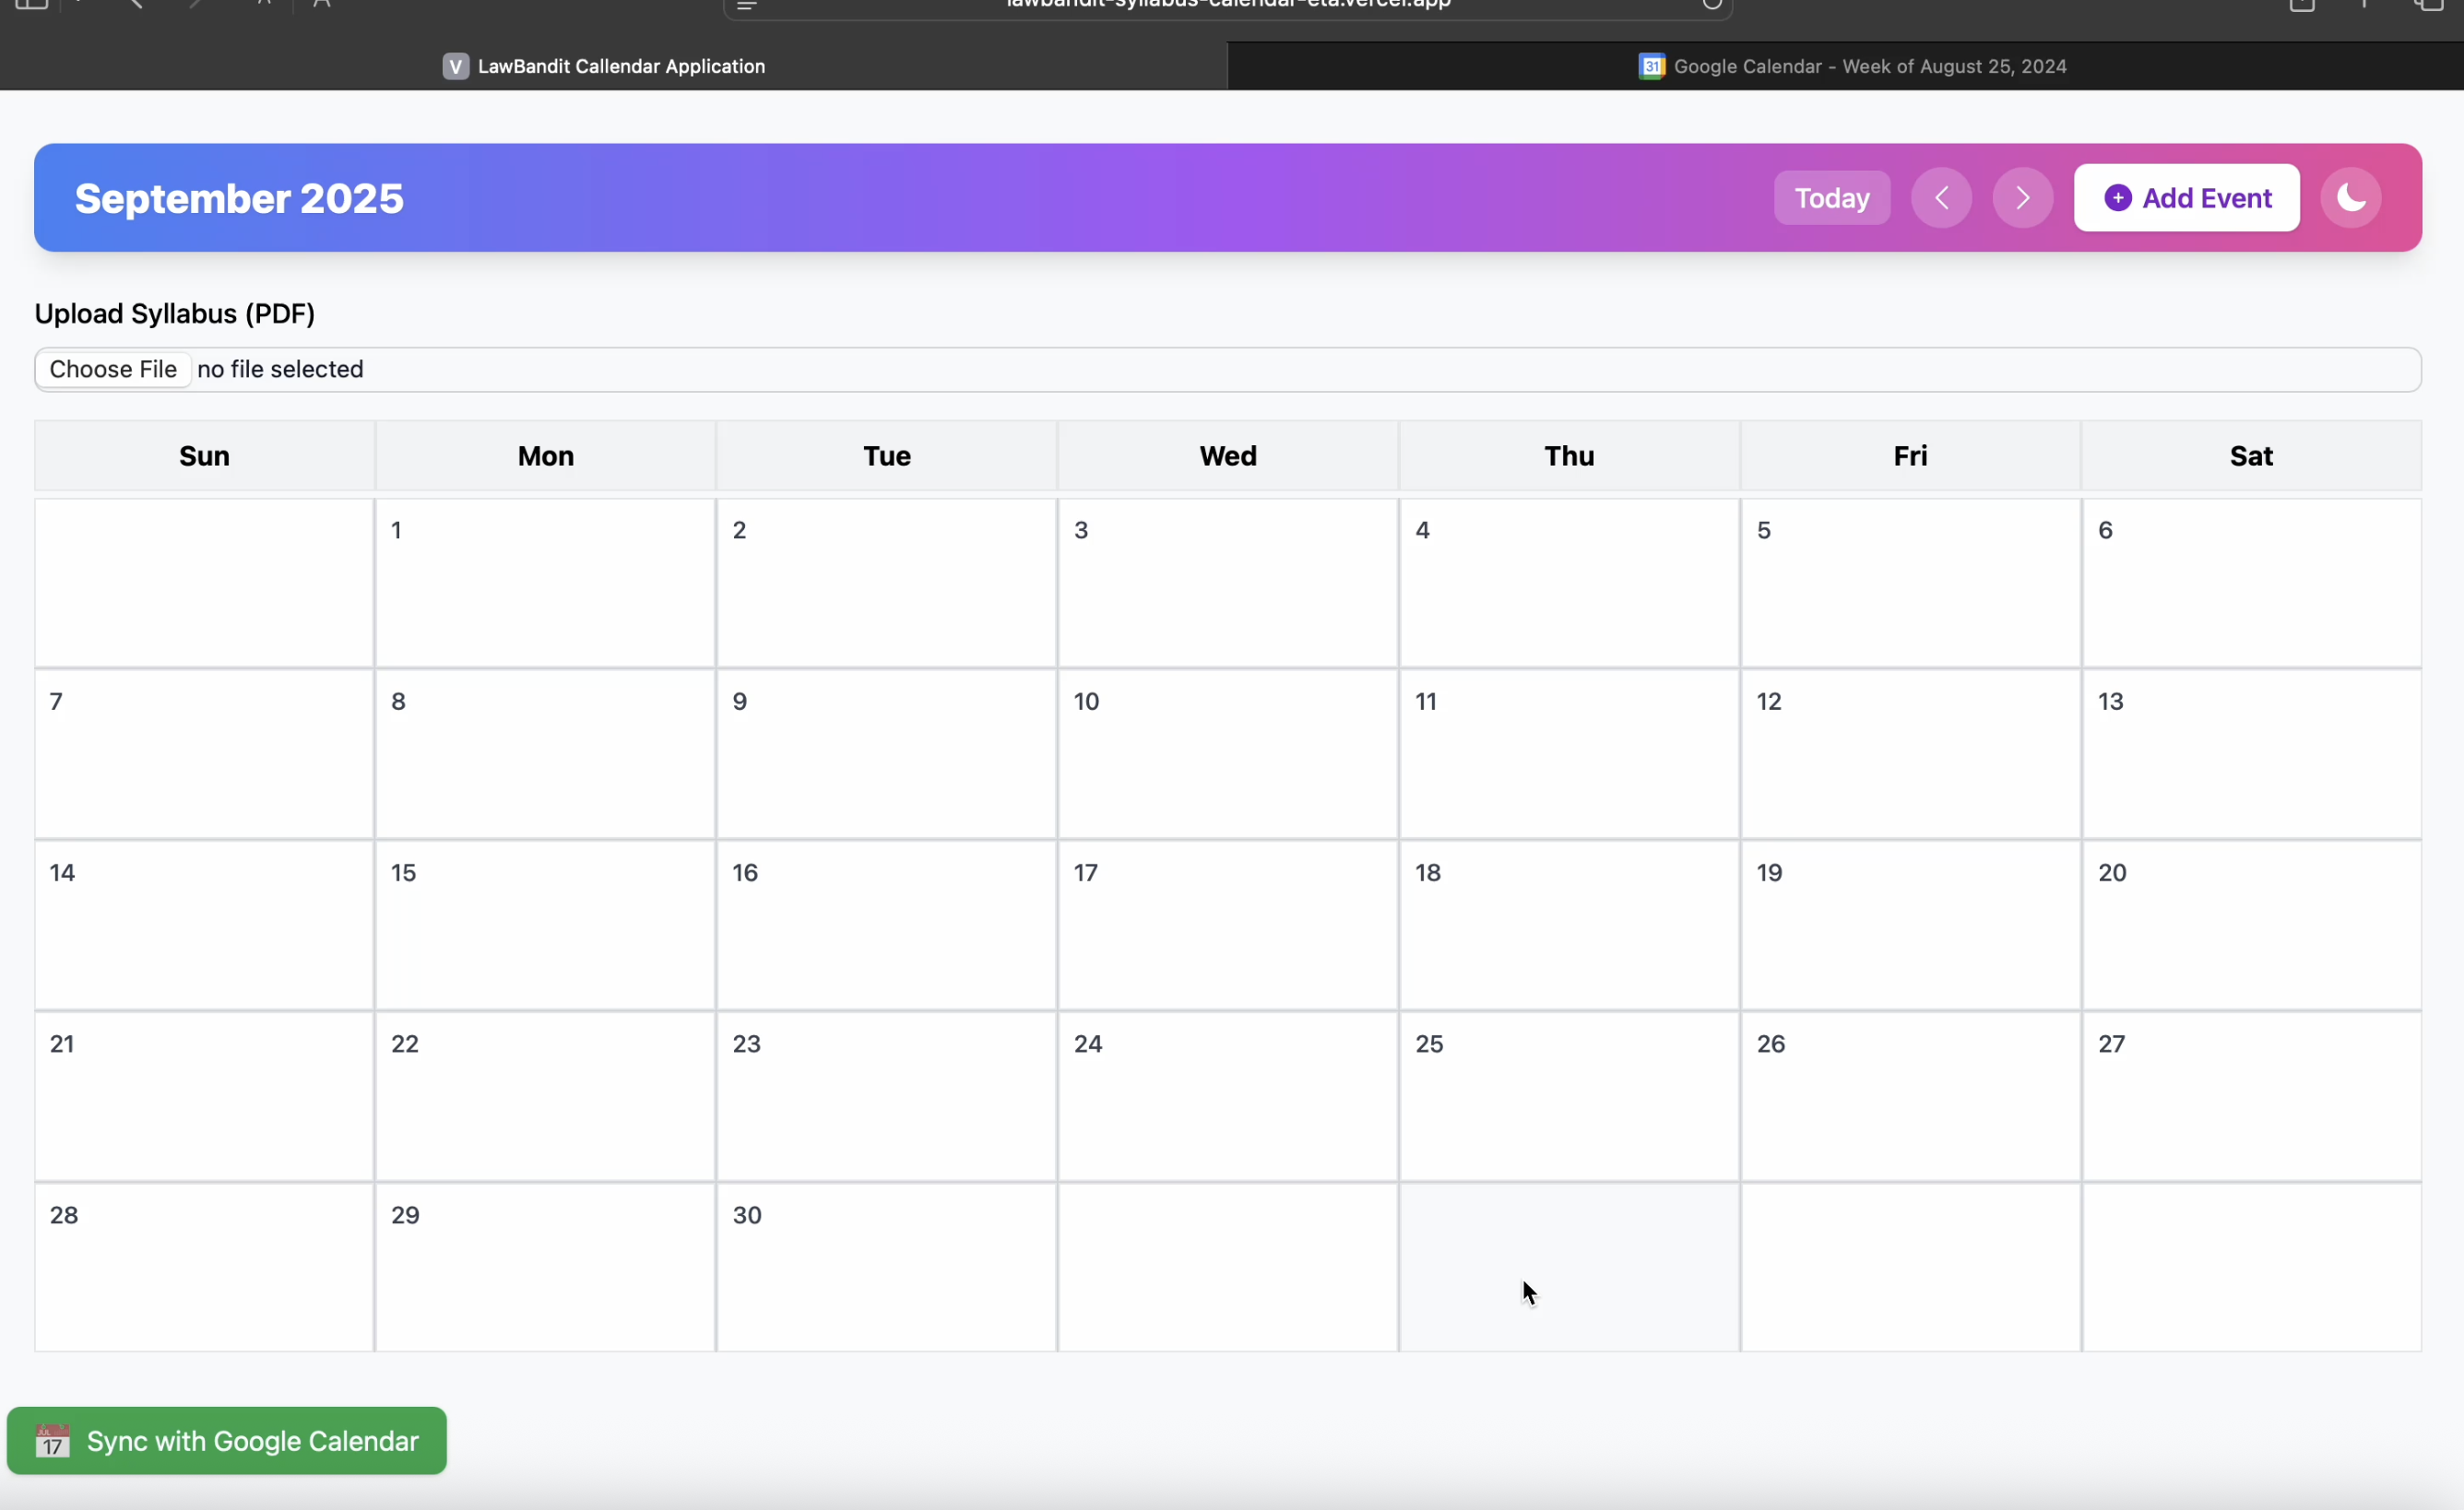 lawbandit-syllabus-calendar-eta.vercel.app
V LawBandit Callendar Application
31 Google Calendar - Week of August 25, 2024
September 2025
Today
Add Event
Upload Syllabus (PDF)
Choose File no file selected
Sun Mon Tue Wed Thu Fri Sat
1 2 3 4 5 6
7 8 9 10 11 12 13
14 15 16 17 18 19 20
21 22 23 24 25 26 27
28 29 30
JUL 17 Sync with Google Calendar